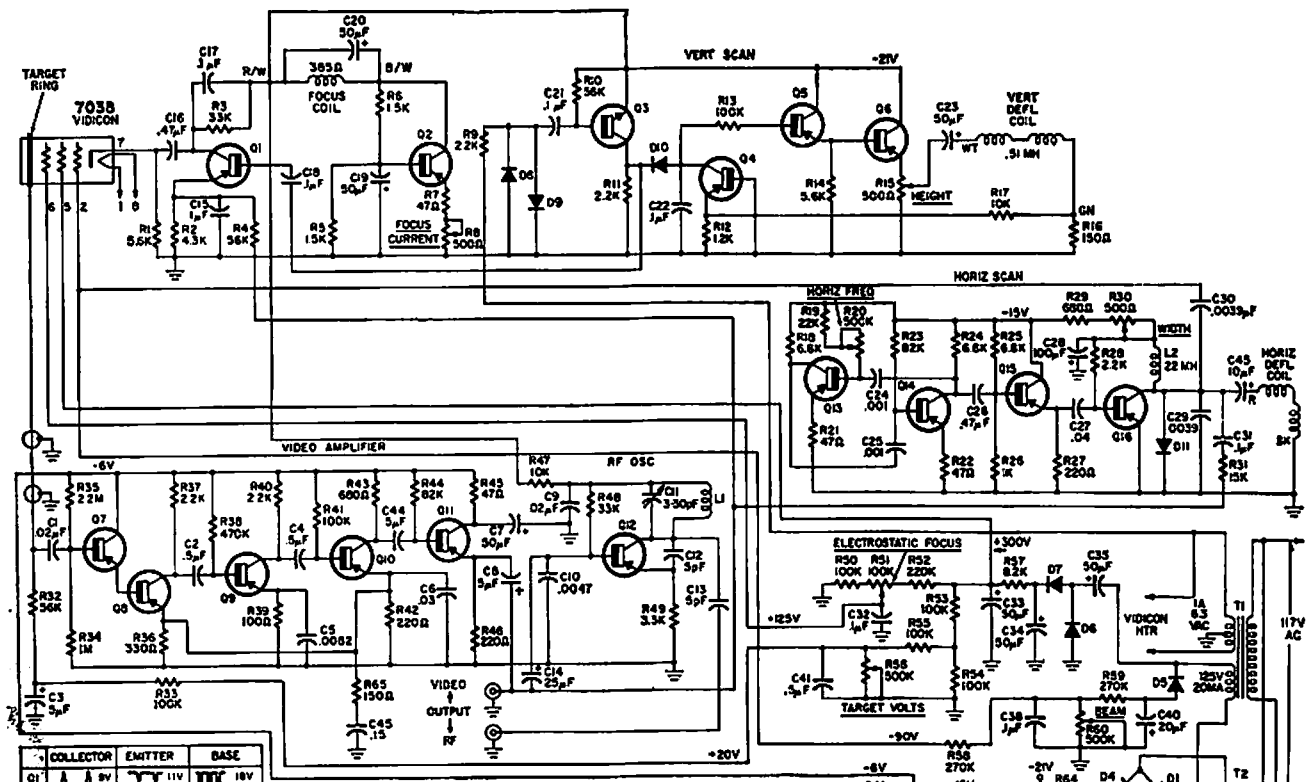 C20
50µF
C17
.1µF
R/W
B/W
VERT SCAN
-21V
TARGET
RING
7038
VIDICON
R3
33K
385Ω
FOCUS
COIL
R6
1.5K
C16
.47µF
7
Q1
Q2
R9
2.2K
C21
.1µF
R10
56K
Q3
R13
100K
Q5
Q6
C23
50µF
WT
VERT
DEFL
COIL
.51 MH
D10
Q4
6 5 2
1 8
C15
1µF
C18
.1µF
C19
50µF
R7
47Ω
D9
R11
2.2K
C22
.1µF
R14
5.6K
R15
500Ω
HEIGHT
R17
10K
GN
R16
150Ω
R1
5.6K
R2
4.3K
R4
56K
R5
1.5K
FOCUS
CURRENT
R8
500Ω
R12
1.2K
HORIZ SCAN
HORIZ FREQ
R19
22K
R20
500K
R18
6.6K
R23
82K
R24
6.8K
-15V
R25
6.8K
R29
680Ω
R30
500Ω
WIDTH
C30
.0039µF
C28
100µF
R28
2.2K
L2
22 MH
C45
10µF
R
HORIZ
DEFL
COIL
BK
Q13
C24
.001
Q14
C26
.47µF
Q15
C27
.04
Q16
D11
C29
.0039
C31
.1µF
R31
15K
R21
47Ω
C25
.001
R22
47Ω
R26
1K
R27
220Ω
VIDEO AMPLIFIER
-6V
R35
2.2M
Q7
R37
2.2K
R40
2.2K
R43
680Ω
R44
82K
R45
47Ω
R47
10K
RF OSC
C9
.02µF
R48
33K
C11
3-30pF
L1
C1
.02µF
R38
470K
C4
.5µF
R41
100K
C44
5µF
Q11
C7
50µF
Q12
C2
.5µF
Q8
Q9
Q10
C8
5µF
C10
.0047
C12
5pF
C13
5pF
R32
56K
R34
1M
R36
330Ω
R39
100Ω
C5
.0082
R42
220Ω
C6
.03
R46
220Ω
R49
3.3K
C14
25µF
C3
5µF
R33
100K
R65
150Ω
C45
.15
VIDEO
OUTPUT
RF
ELECTROSTATIC FOCUS
R50
100K
R51
100K
R52
220K
+300V
R57
8.2K
D7
C35
50µF
R53
100K
C33
50µF
C34
50µF
D6
VIDICON
HTR
1A
6.3
VAC
T1
117V
AC
+125V
C32
.1µF
R55
100K
R56
500K
C41
.5µF
TARGET VOLTS
R54
100K
D5
125V
20MA
R59
270K
BEAM
R60
500K
C38
.1µF
C40
20µF
-90V
R58
270K
+20V
-6V
-21V
R64
D4
D1
T2
COLLECTOR EMITTER BASE
Q1
9V
11V
18V